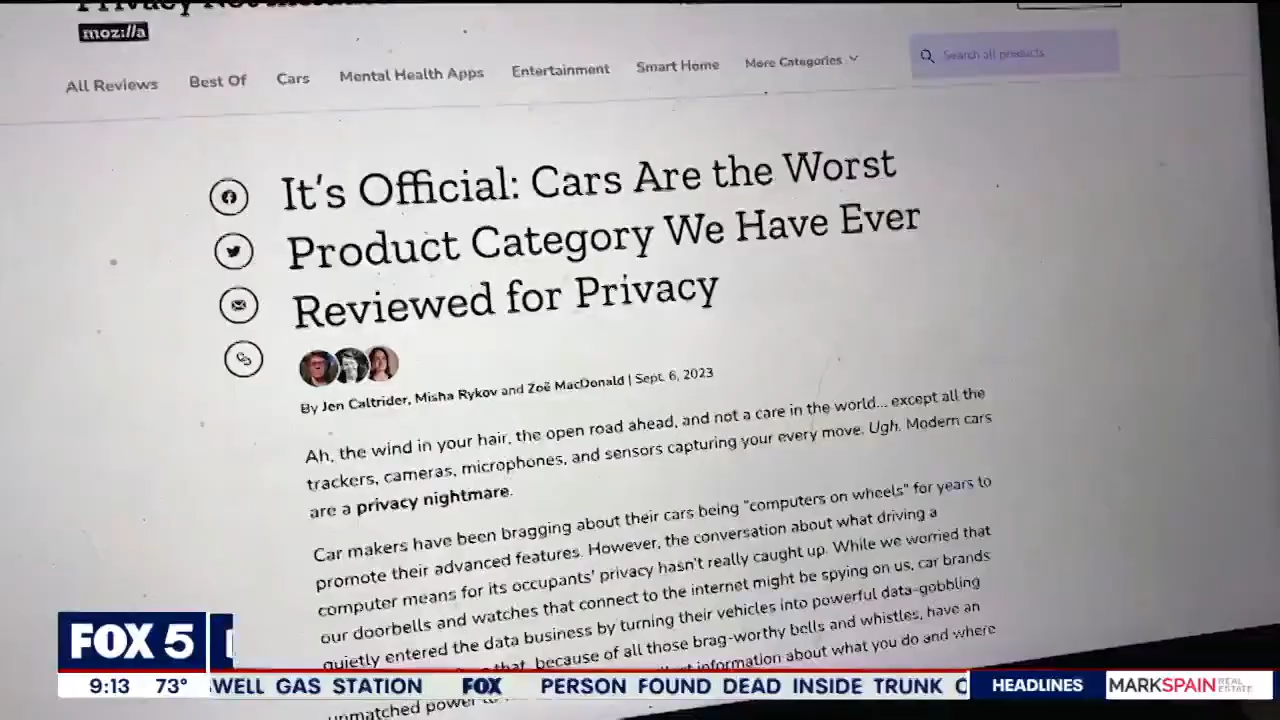 Privacy Not Included
moz://a
All Reviews Best Of Cars Mental Health Apps Entertainment Smart Home More Categories Search all products
It's Official: Cars Are the Worst
Product Category We Have Ever
Reviewed for Privacy
By Jen Caltrider, Misha Rykov and Zoë MacDonald | Sept. 6, 2023
Ah, the wind in your hair, the open road ahead, and not a care in the world... except all the
trackers, cameras, microphones, and sensors capturing your every move. Ugh. Modern cars
are a privacy nightmare.
Car makers have been bragging about their cars being "computers on wheels" for years to
promote their advanced features. However, the conversation about what driving a
computer means for its occupants' privacy hasn't really caught up. While we worried that
our doorbells and watches that connect to the internet might be spying on us, car brands
quietly entered the data business by turning their vehicles into powerful data-gobbling
that, because of all those brag-worthy bells and whistles, have an
unmatched power information about what you do and where
FOX 5
9:13 73° WELL GAS STATION FOX PERSON FOUND DEAD INSIDE TRUNK HEADLINES MARKSPAIN REAL ESTATE